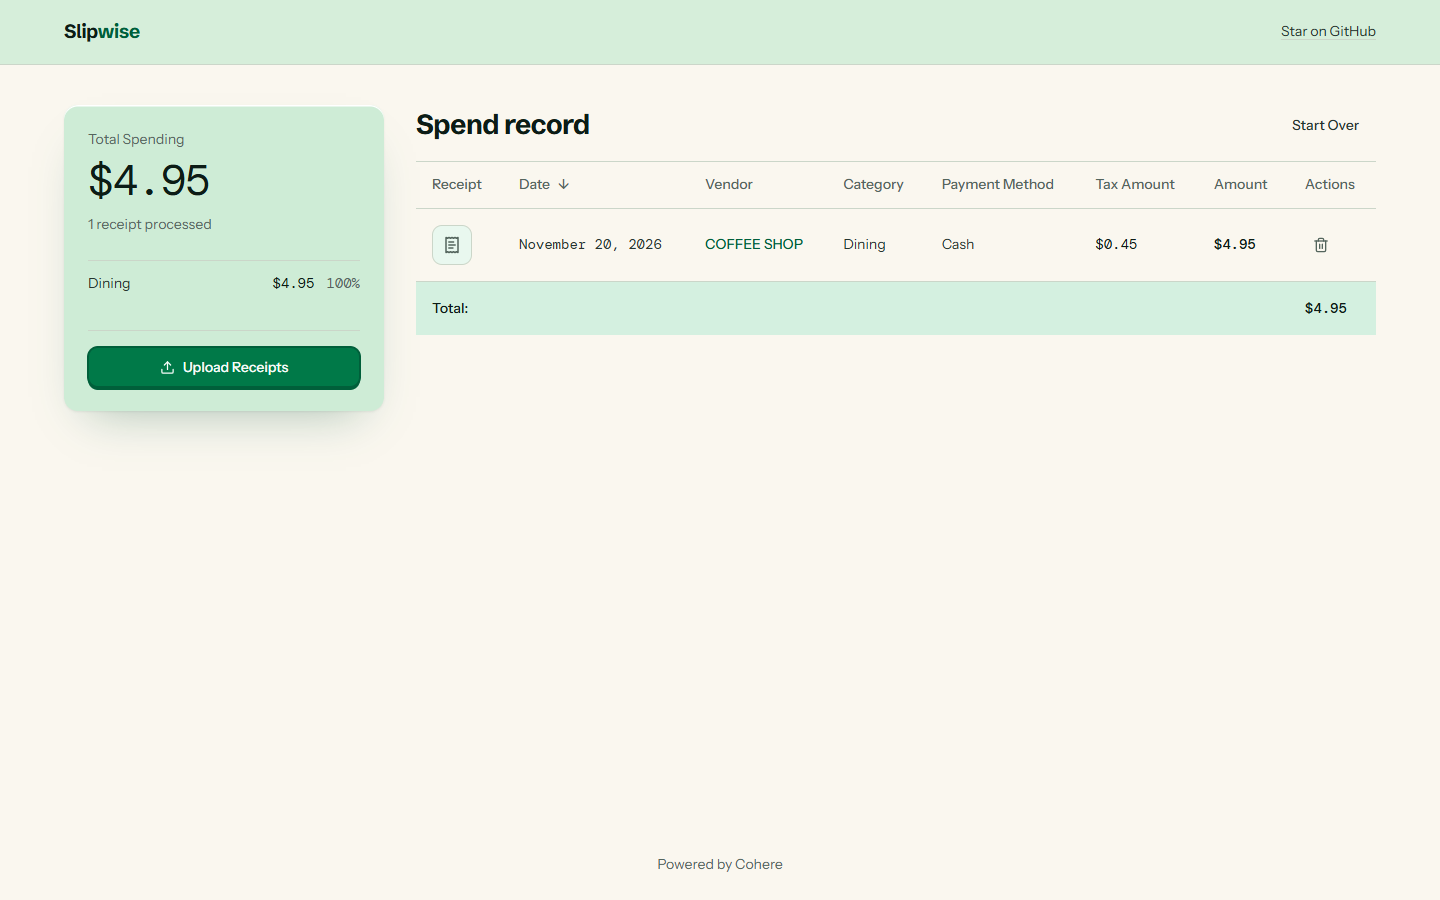 Slipwise
Star on GitHub
Total Spending
$4.95
1 receipt processed
Dining $4.95 100%
Upload Receipts
Spend record
Start Over
Receipt Date ↓ Vendor Category Payment Method Tax Amount Amount Actions
November 20, 2026 COFFEE SHOP Dining Cash $0.45 $4.95
Total: $4.95
Powered by Cohere